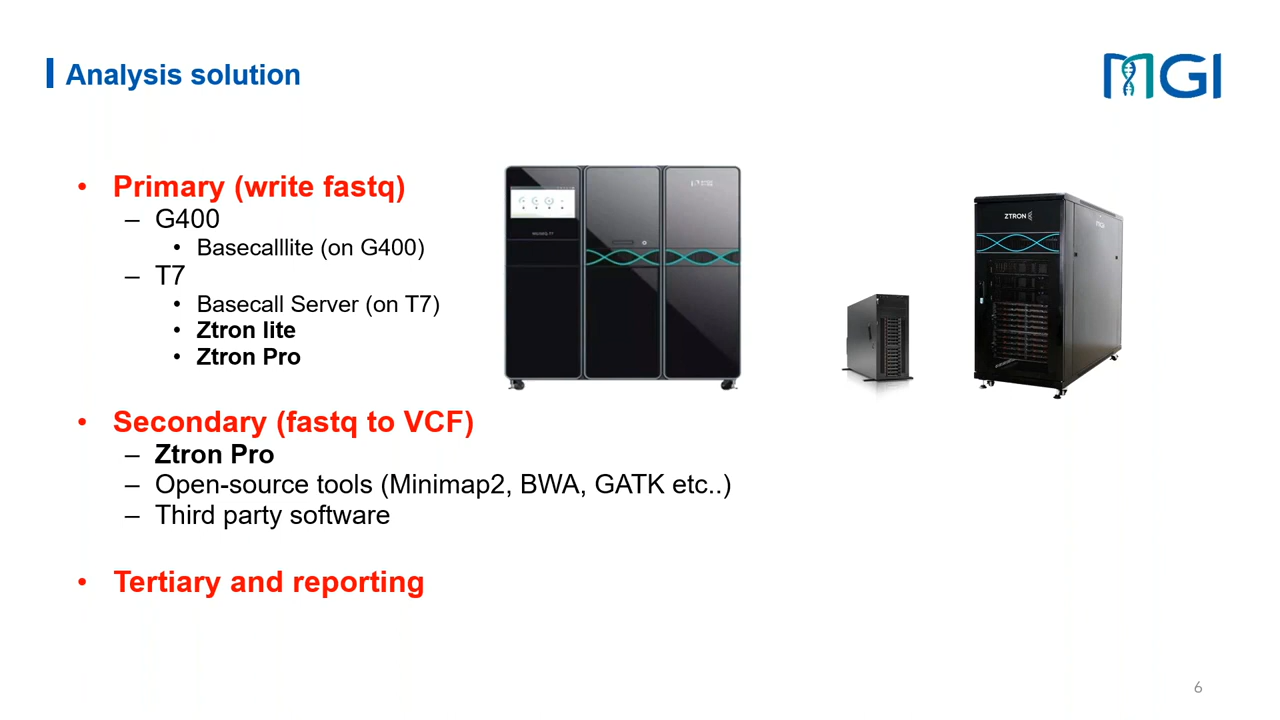 Analysis solution
MGI
• Primary (write fastq)
– G400
• Basecalllite (on G400)
– T7
• Basecall Server (on T7)
• Ztron lite
• Ztron Pro
ZTRON
MGI
• Secondary (fastq to VCF)
– Ztron Pro
– Open-source tools (Minimap2, BWA, GATK etc..)
– Third party software
• Tertiary and reporting
6